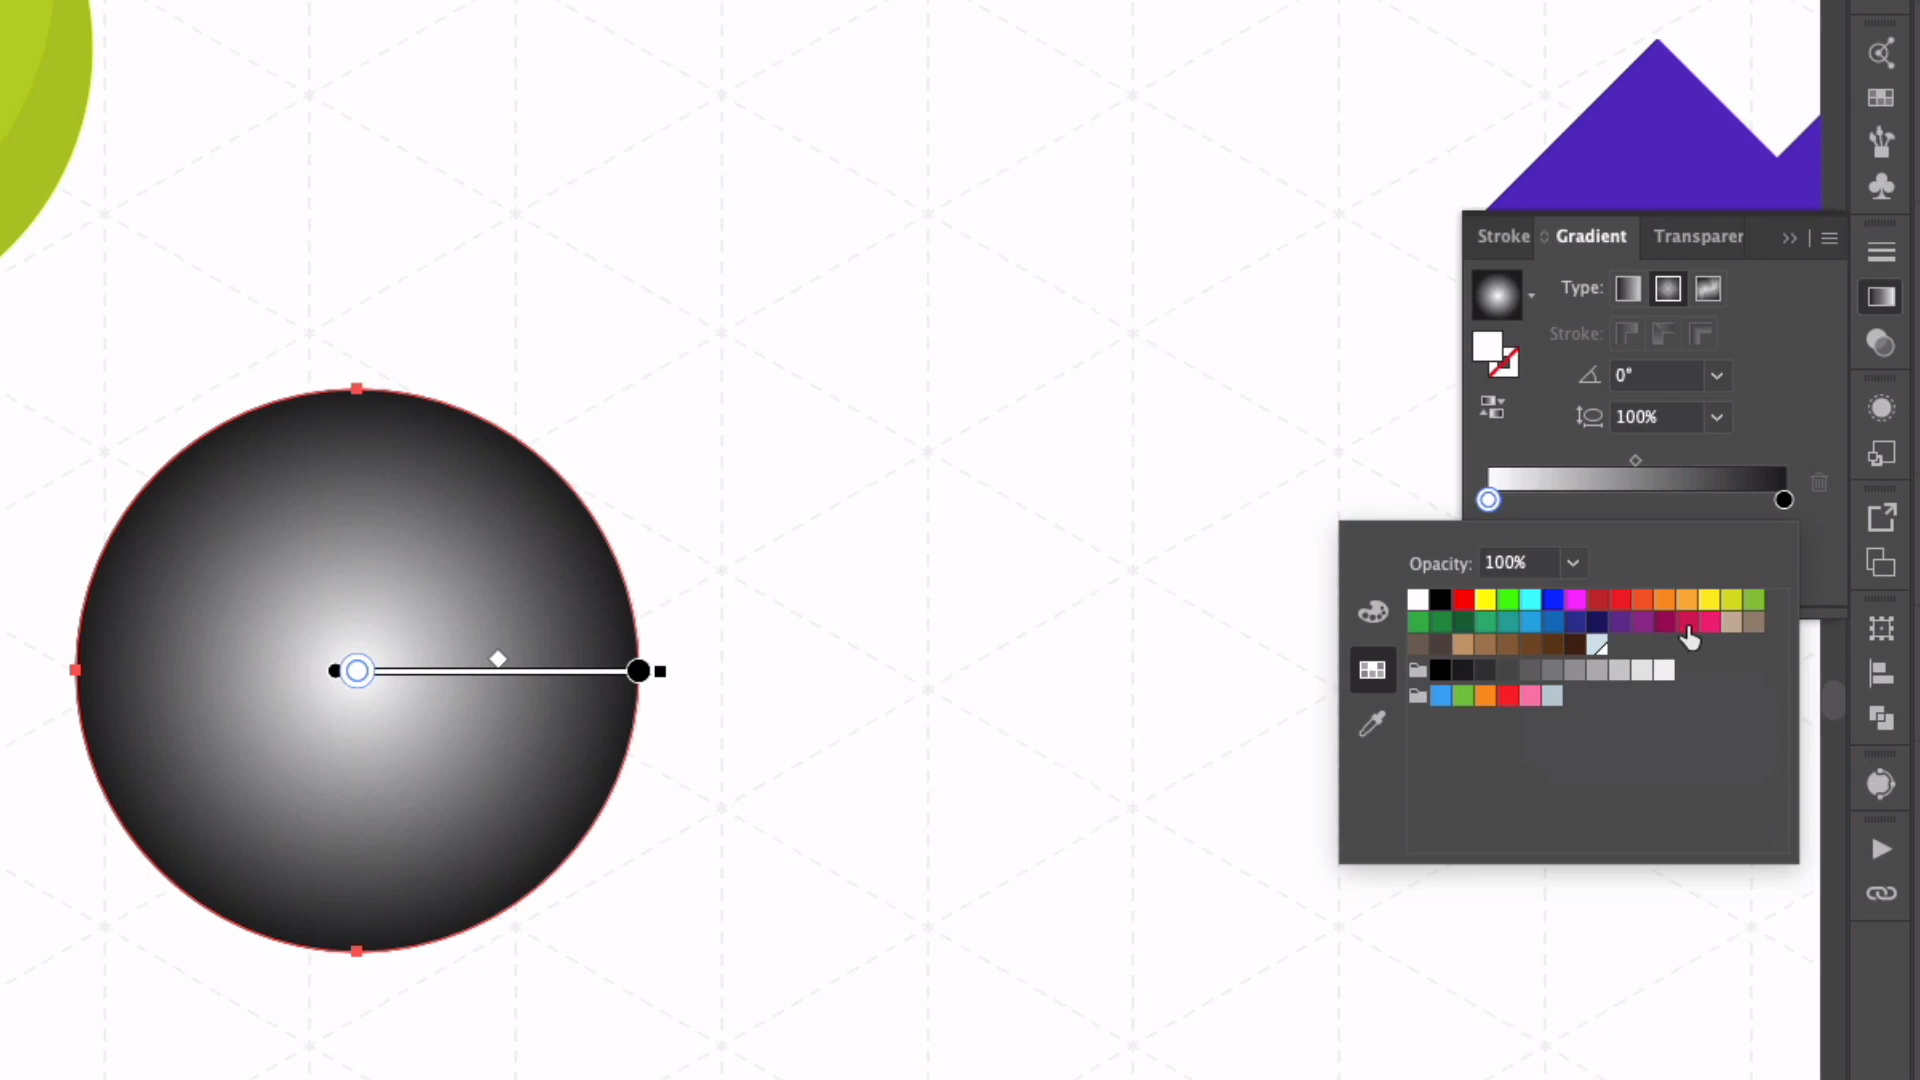 Stroke Gradient Transparer
Type:
Stroke:
0°
100%
Opacity: 100%